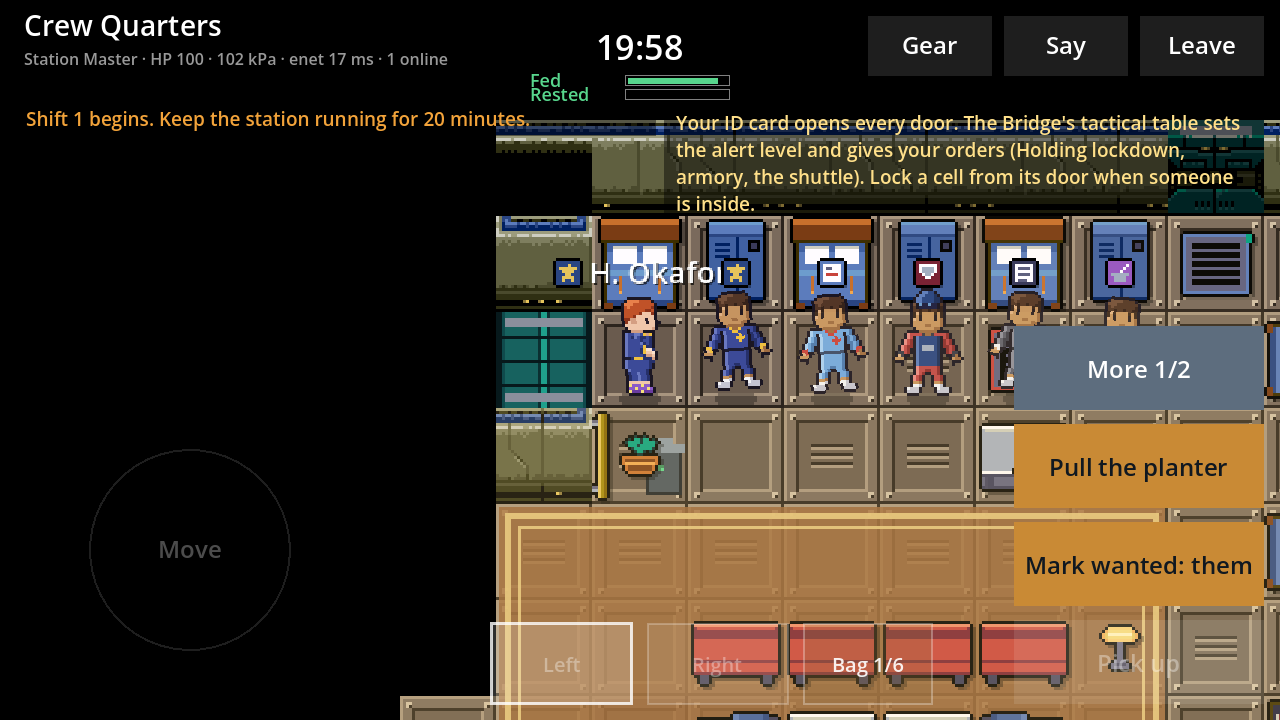 Crew Quarters
Station Master · HP 100 · 102 kPa · enet 17 ms · 1 online
19:58
Gear
Say
Leave
Fed
Rested
Shift 1 begins. Keep the station running for 20 minutes.
Your ID card opens every door. The Bridge's tactical table sets
the alert level and gives your orders (Holding lockdown,
armory, the shuttle). Lock a cell from its door when someone
is inside.
H. Okafor
More 1/2
Pull the planter
Mark wanted: them
Move
Left
Right
Bag 1/6
Pick up